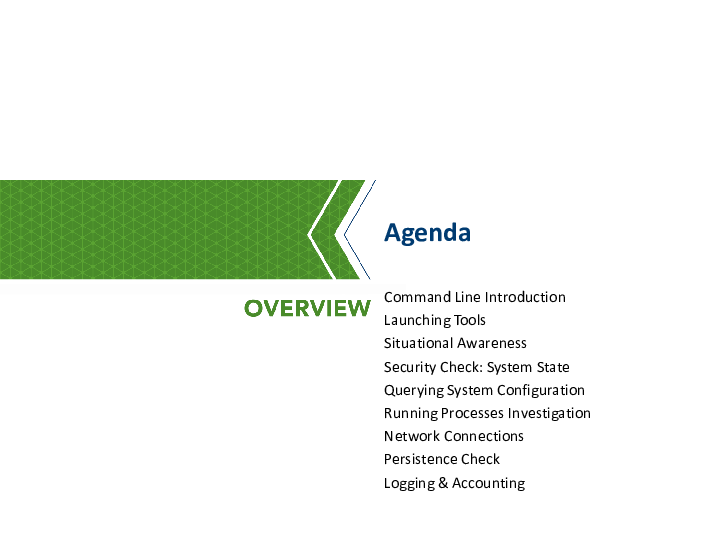 Agenda
OVERVIEW
Command Line Introduction
Launching Tools
Situational Awareness
Security Check: System State
Querying System Configuration
Running Processes Investigation
Network Connections
Persistence Check
Logging & Accounting